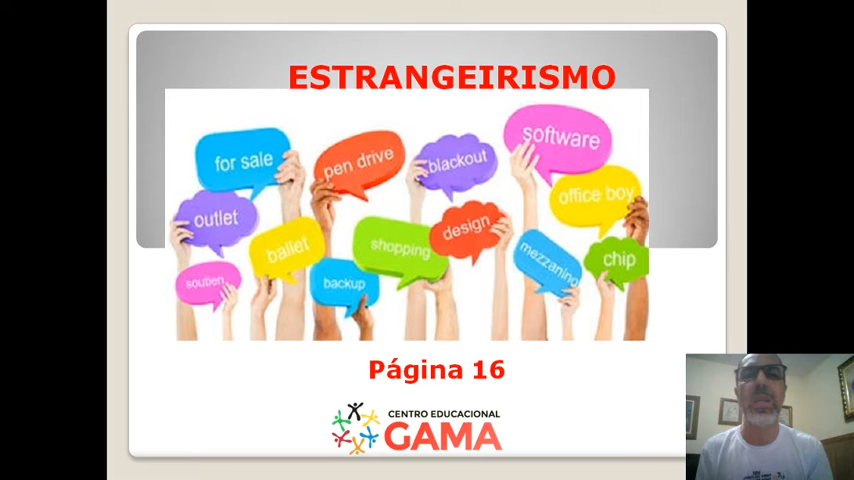 ESTRANGEIRISMO
for sale
pen drive
blackout
software
office boy
outlet
ballet
shopping
design
mezzanino
chip
soutien
backup
Página 16
CENTRO EDUCACIONAL
GAMA